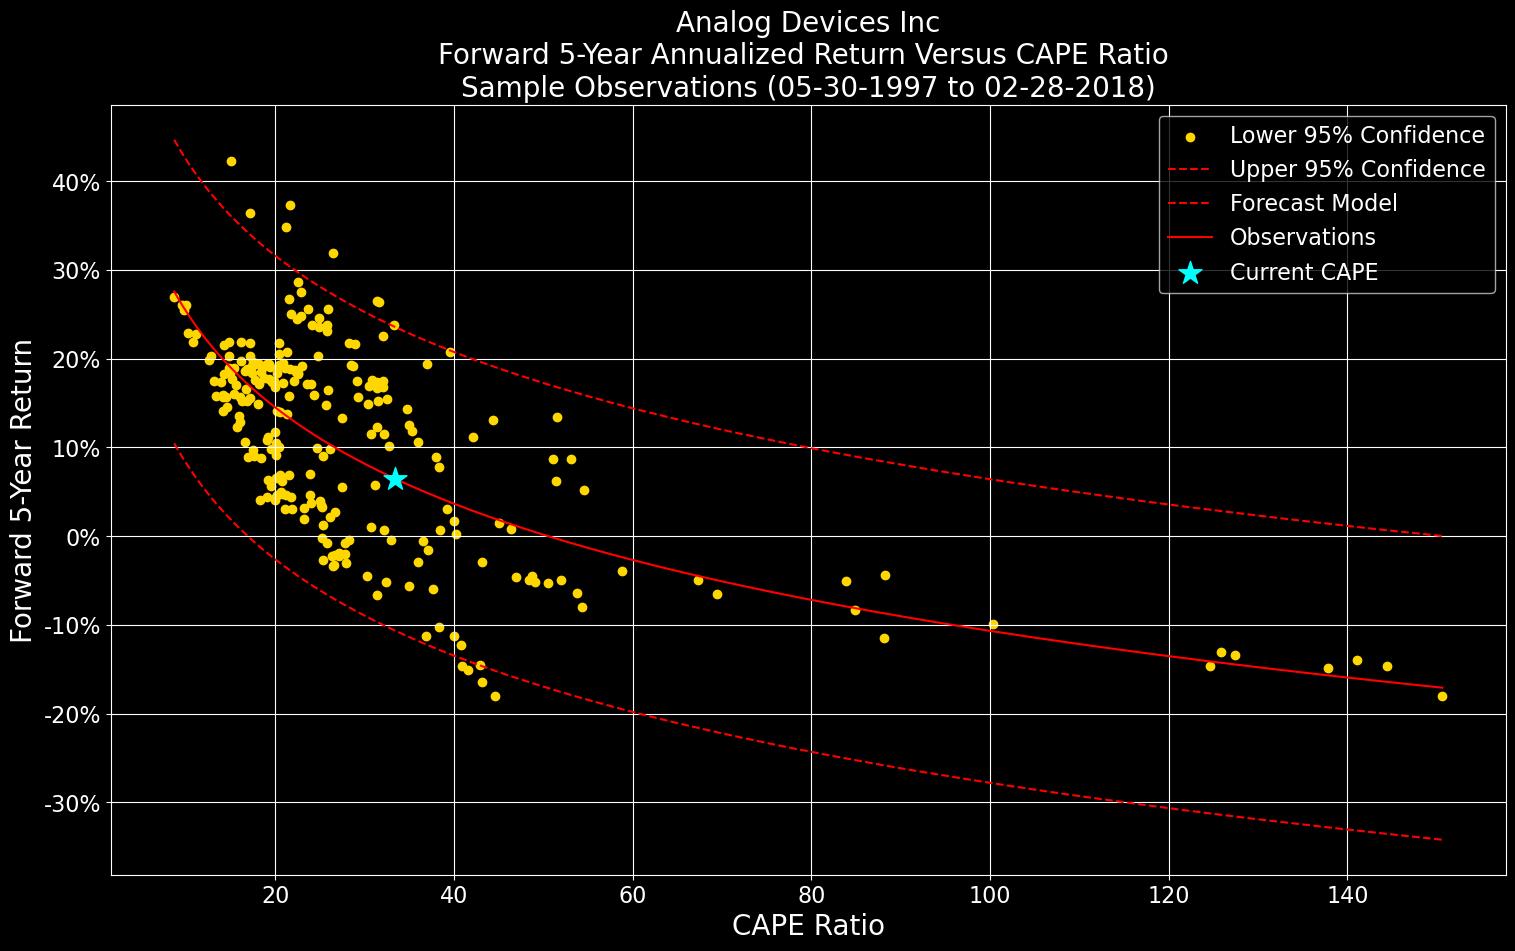 Analog Devices Inc
Forward 5-Year Annualized Return Versus CAPE Ratio
Sample Observations (05-30-1997 to 02-28-2018)
Lower 95% Confidence
Upper 95% Confidence
Forecast Model
Observations
Current CAPE
Forward 5-Year Return
40%
30%
20%
10%
0%
-10%
-20%
-30%
20 40 60 80 100 120 140
CAPE Ratio